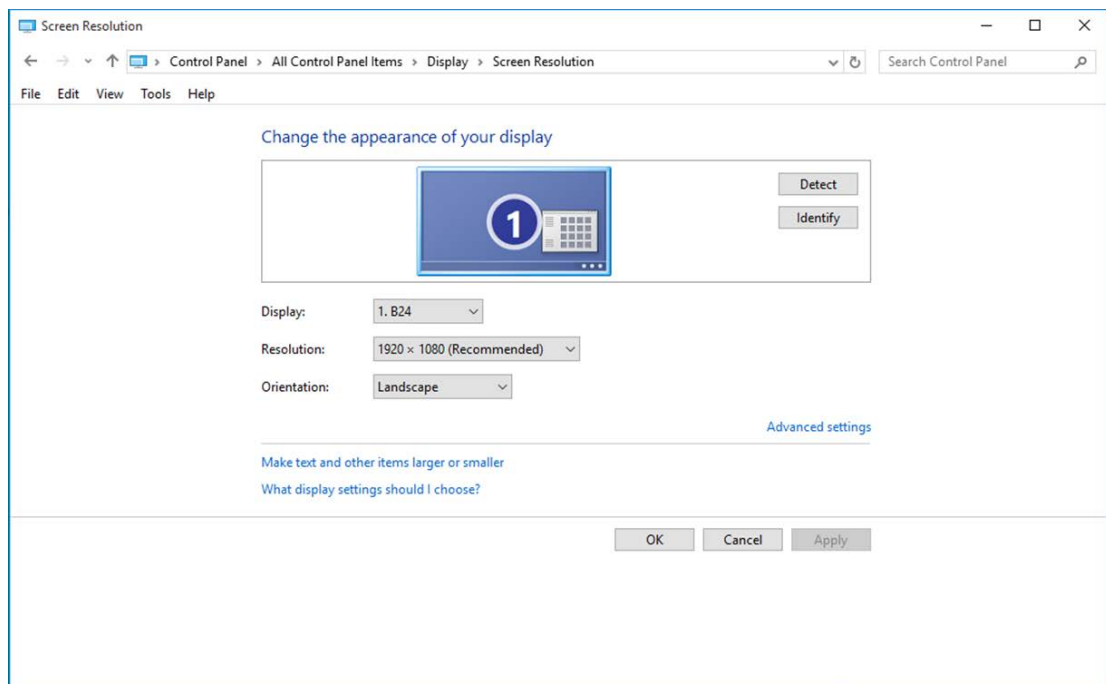 Screen Resolution
Control Panel > All Control Panel Items > Display > Screen Resolution
Search Control Panel
File Edit View Tools Help
Change the appearance of your display
1
Detect
Identify
Display: 1. B24
Resolution: 1920 × 1080 (Recommended)
Orientation: Landscape
Advanced settings
Make text and other items larger or smaller
What display settings should I choose?
OK Cancel Apply